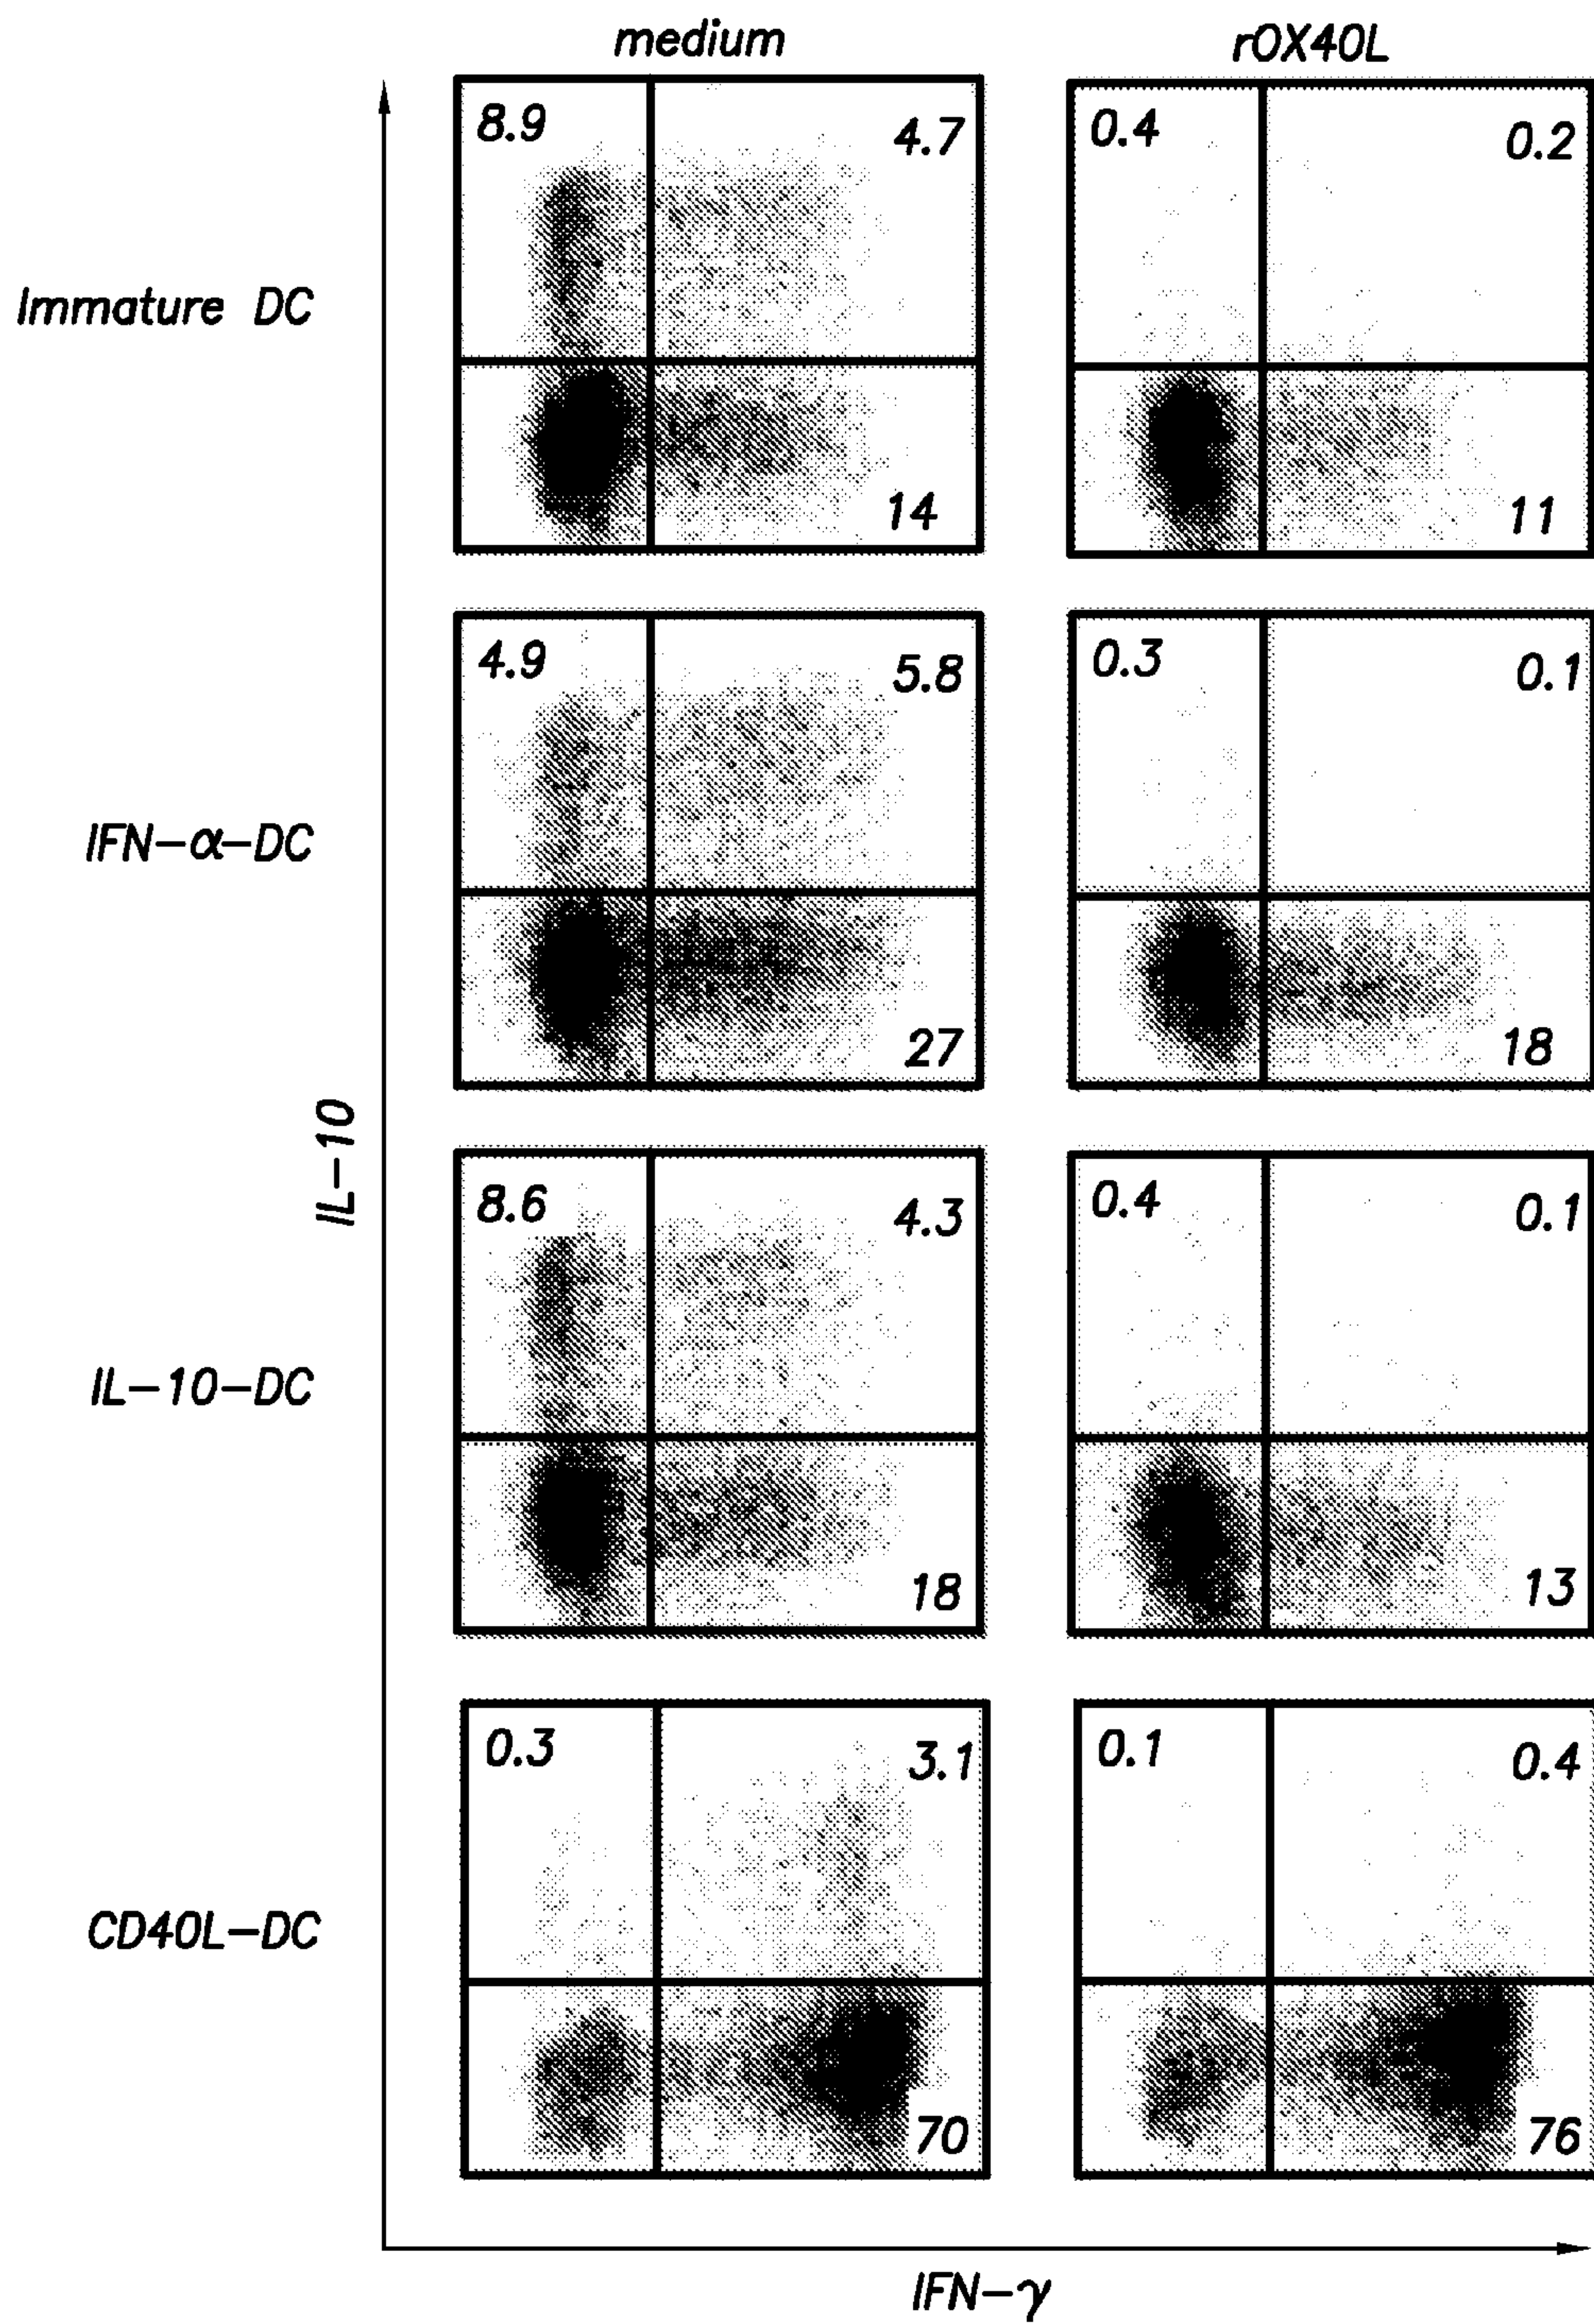 medium rOX40L
8.9 4.7 0.4 0.2
Immature DC
14 11
4.9 5.8 0.3 0.1
IFN-α-DC
27 18
IL-10
8.6 4.3 0.4 0.1
IL-10-DC
18 13
0.3 3.1 0.1 0.4
CD40L-DC
70 76
IFN-γ